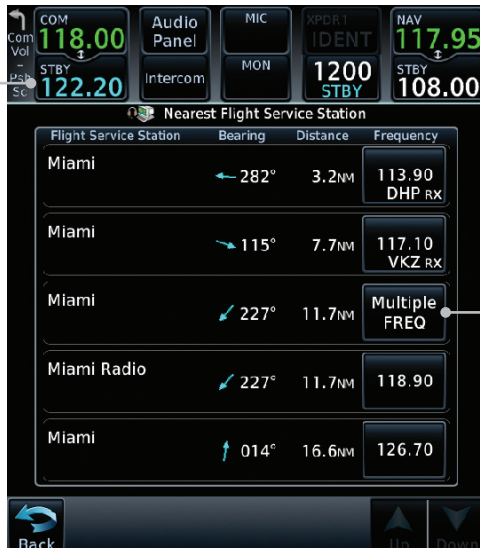 COM
118.00
Audio
Panel
MIC
XPDR1
IDENT
NAV
117.95
Com
Vol
Psh
STBY
122.20
Intercom
MON
1200
STBY
STBY
108.00
Nearest Flight Service Station
Flight Service Station Bearing Distance Frequency
Miami 282° 3.2NM 113.90
DHP RX
Miami 115° 7.7NM 117.10
VKZ RX
Miami 227° 11.7NM Multiple
FREQ
Miami Radio 227° 11.7NM 118.90
Miami 014° 16.6NM 126.70
Back
Up
Down